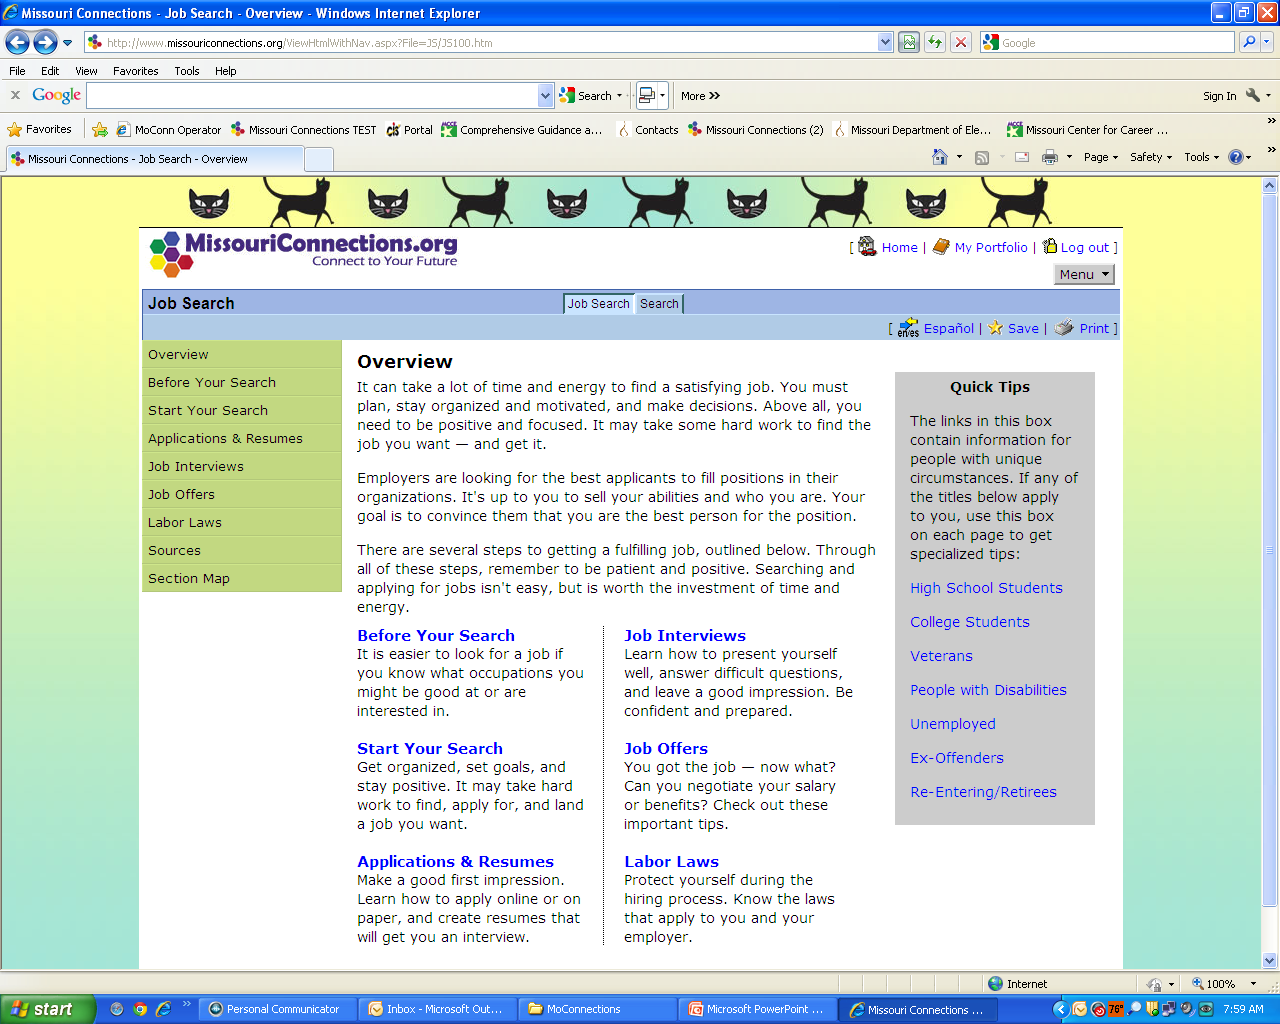 Missouri Connections - Job Search - Overview - Windows Internet Explorer
http://www.missouriconnections.org/ViewHtmlWithNav.aspx?File=JS/JS100.htm
Google
File Edit View Favorites Tools Help
x Google Search More »
Sign In
Favorites MoConn Operator Missouri Connections TEST Portal Comprehensive Guidance a... Contacts Missouri Connections (2) Missouri Department of Ele... Missouri Center for Career ...
Missouri Connections - Job Search - Overview
Page Safety Tools
MissouriConnections.org
Connect to Your Future
[ Home | My Portfolio | Log out ]
Menu
Job Search
Job Search Search
[ en/es Español | Save | Print ]
Overview
Before Your Search
Start Your Search
Applications & Resumes
Job Interviews
Job Offers
Labor Laws
Sources
Section Map
Overview
It can take a lot of time and energy to find a satisfying job. You must
plan, stay organized and motivated, and make decisions. Above all, you
need to be positive and focused. It may take some hard work to find the
job you want — and get it.
Employers are looking for the best applicants to fill positions in their
organizations. It's up to you to sell your abilities and who you are. Your
goal is to convince them that you are the best person for the position.
There are several steps to getting a fulfilling job, outlined below. Through
all of these steps, remember to be patient and positive. Searching and
applying for jobs isn't easy, but is worth the investment of time and
energy.
Before Your Search
It is easier to look for a job if
you know what occupations you
might be good at or are
interested in.
Start Your Search
Get organized, set goals, and
stay positive. It may take hard
work to find, apply for, and land
a job you want.
Applications & Resumes
Make a good first impression.
Learn how to apply online or on
paper, and create resumes that
will get you an interview.
Job Interviews
Learn how to present yourself
well, answer difficult questions,
and leave a good impression. Be
confident and prepared.
Job Offers
You got the job — now what?
Can you negotiate your salary
or benefits? Check out these
important tips.
Labor Laws
Protect yourself during the
hiring process. Know the laws
that apply to you and your
employer.
Quick Tips
The links in this box
contain information for
people with unique
circumstances. If any of
the titles below apply
to you, use this box
on each page to get
specialized tips:
High School Students
College Students
Veterans
People with Disabilities
Unemployed
Ex-Offenders
Re-Entering/Retirees
Internet
100%
start
Personal Communicator
Inbox - Microsoft Out...
MoConnections
Microsoft PowerPoint ...
Missouri Connections ...
76°
7:59 AM